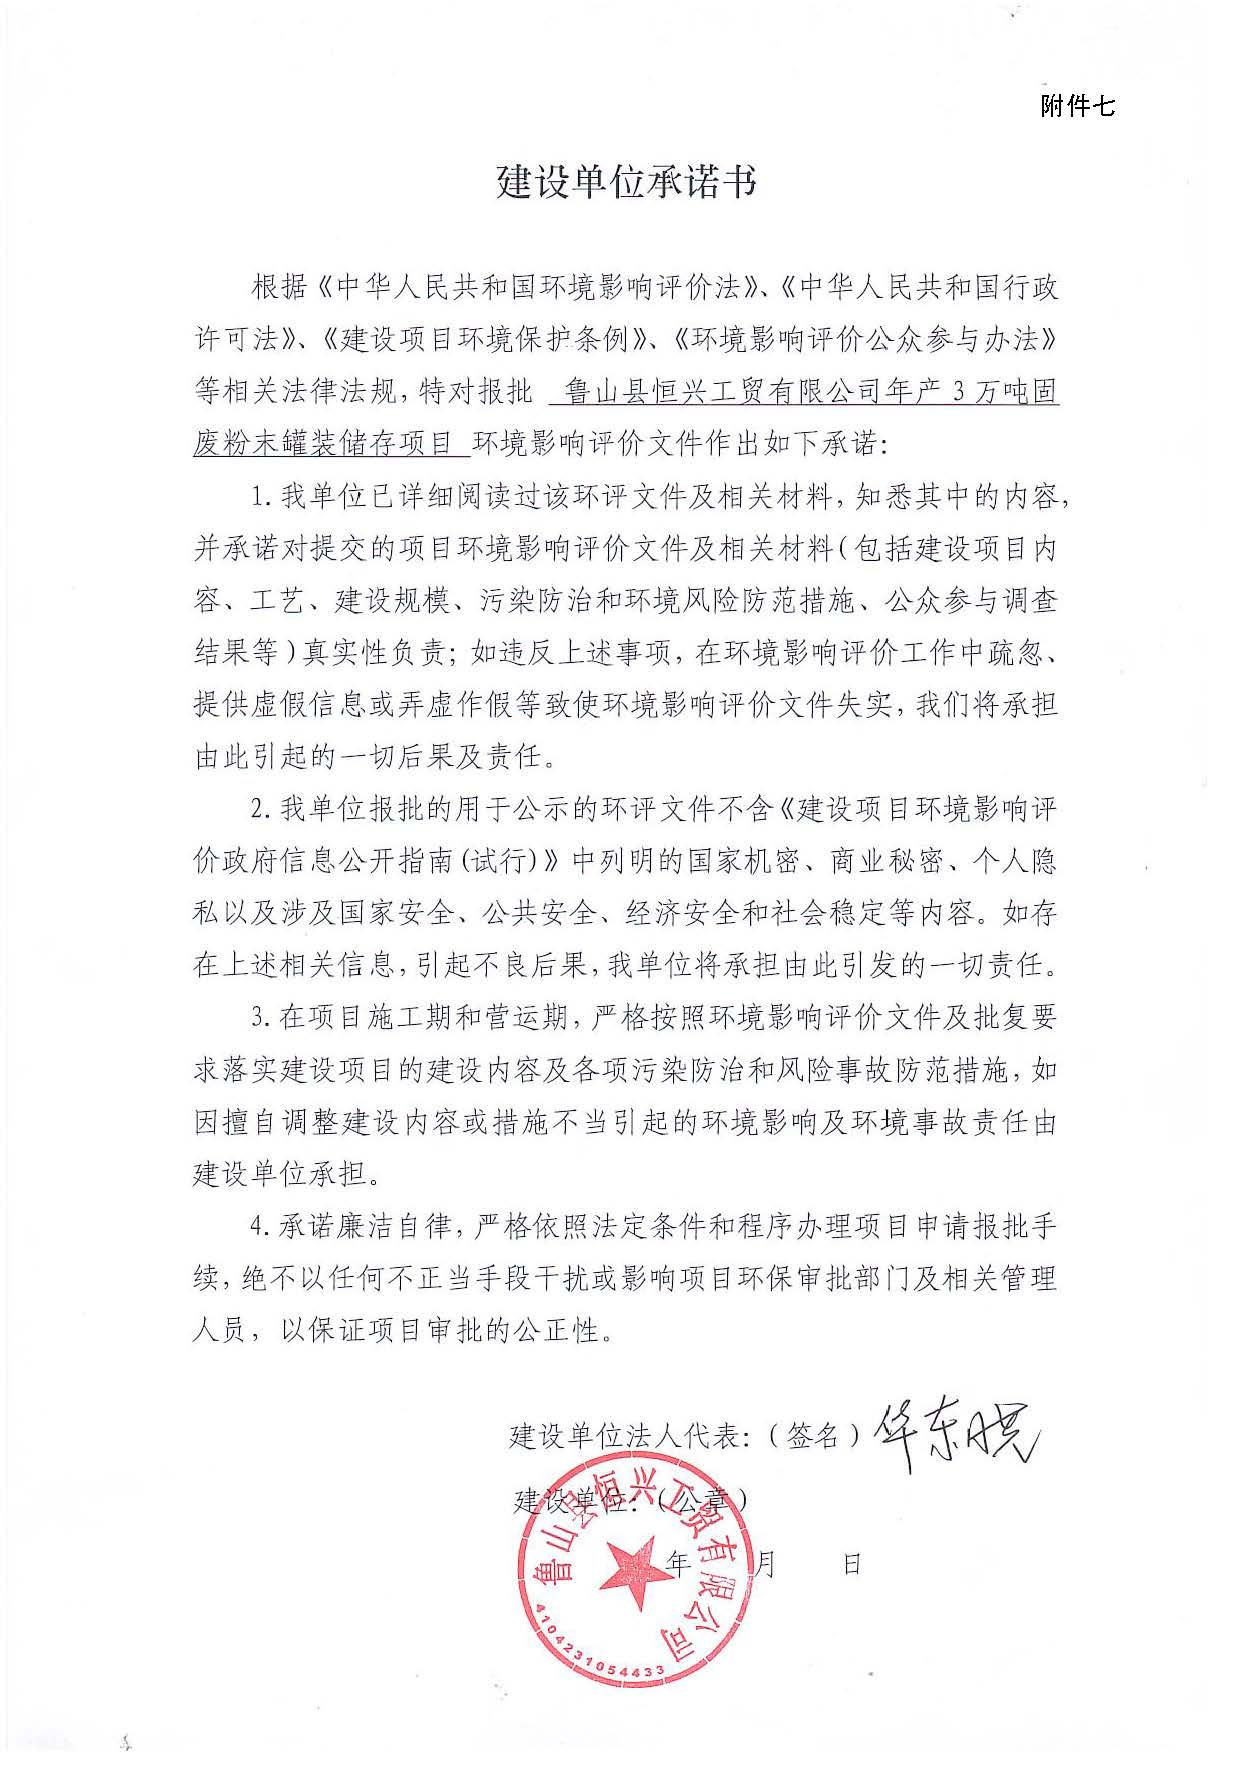 附件七
建设单位承诺书
根据《中华人民共和国环境影响评价法》、《中华人民共和国行政
许可法》、《建设项目环境保护条例》、《环境影响评价公众参与办法》
等相关法律法规,特对报批 鲁山县恒兴工贸有限公司年产 3 万吨固
废粉末罐装储存项目 环境影响评价文件作出如下承诺:
1.我单位已详细阅读过该环评文件及相关材料,知悉其中的内容,
并承诺对提交的项目环境影响评价文件及相关材料(包括建设项目内
容、工艺、建设规模、污染防治和环境风险防范措施、公众参与调查
结果等)真实性负责;如违反上述事项,在环境影响评价工作中疏忽、
提供虚假信息或弄虚作假等致使环境影响评价文件失实,我们将承担
由此引起的一切后果及责任。
2.我单位报批的用于公示的环评文件不含《建设项目环境影响评
价政府信息公开指南(试行)》中列明的国家机密、商业秘密、个人隐
私以及涉及国家安全、公共安全、经济安全和社会稳定等内容。如存
在上述相关信息,引起不良后果,我单位将承担由此引发的一切责任。
3.在项目施工期和营运期,严格按照环境影响评价文件及批复要
求落实建设项目的建设内容及各项污染防治和风险事故防范措施,如
因擅自调整建设内容或措施不当引起的环境影响及环境事故责任由
建设单位承担。
4.承诺廉洁自律,严格依照法定条件和程序办理项目申请报批手
续,绝不以任何不正当手段干扰或影响项目环保审批部门及相关管理
人员,以保证项目审批的公正性。
建设单位法人代表:(签名)华东晓
建设单位:(公章)
年 月 日
鲁山县恒兴工贸有限公司
4104231054433